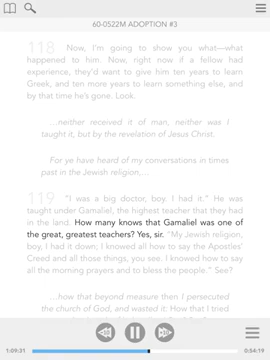 60-0522M ADOPTION #3
118 Now, I'm going to show you what—what
happened to him. Now, right now if a fellow had
experience, they'd want to give him ten years to learn
Greek, and ten more years to learn something else, and
by that time he's gone. Look.
…neither received it of man, neither was I
taught it, but by the revelation of Jesus Christ.
For ye have heard of my conversations in times
past in the Jewish religion,…
119 "I was a big doctor, boy. I had it." He was
taught under Gamaliel, the highest teacher that they had
in the land. How many knows that Gamaliel was one of
the great, greatest teachers? Yes, sir. "My Jewish religion,
boy, I had it down; I knowed all how to say the Apostles'
Creed and all those things, you see. I knowed how to say
all the morning prayers and to bless the people." See?
…how that beyond measure then I persecuted
the church of God, and wasted it: How that I tried
1:09:31
0:54:19